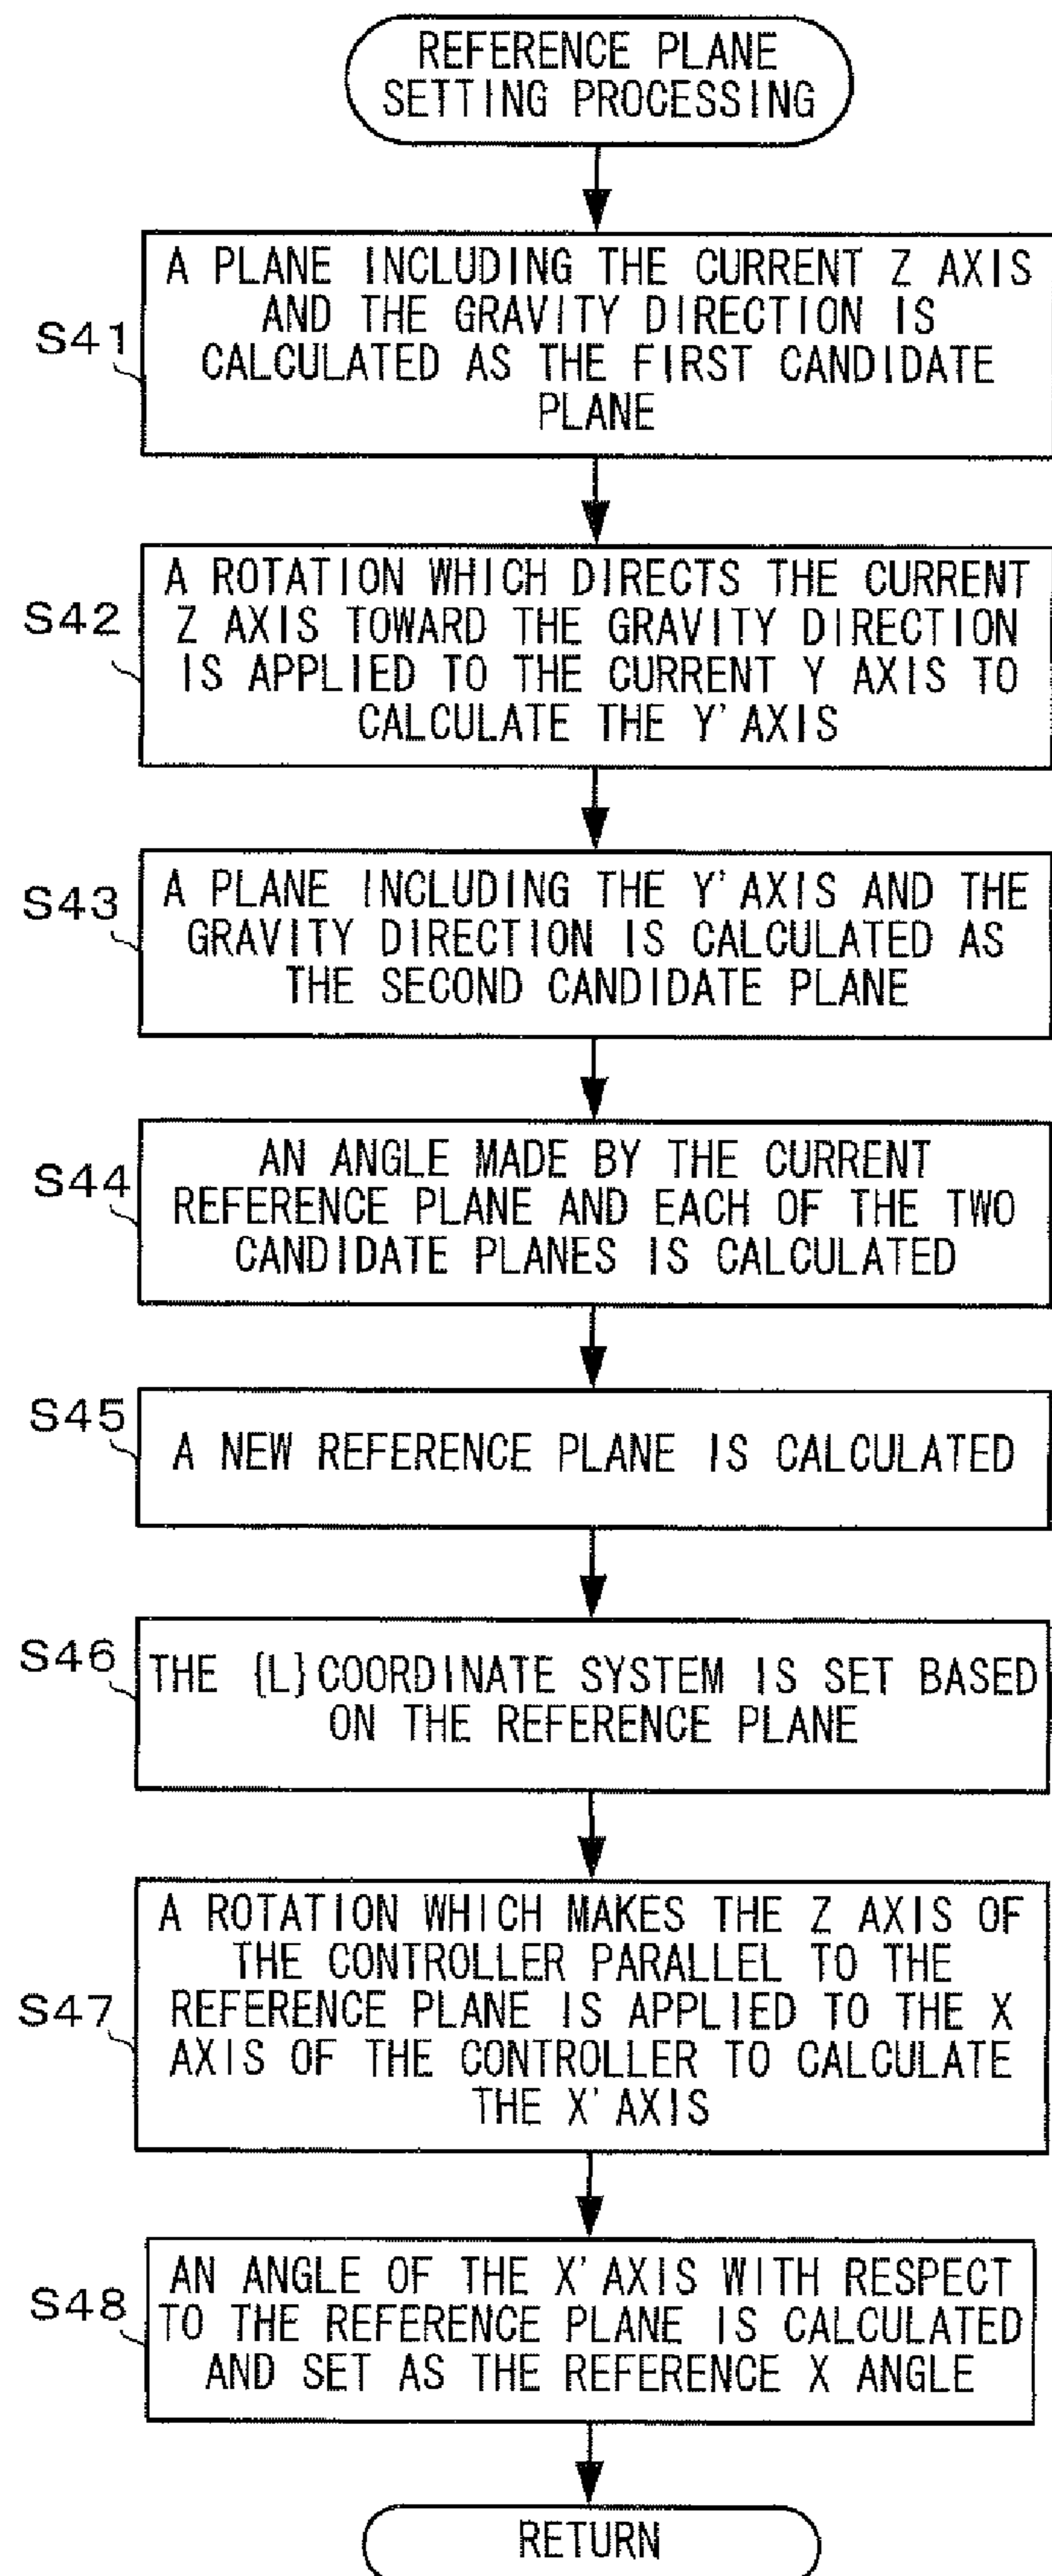 REFERENCE PLANE
SETTING PROCESSING
S41
A PLANE INCLUDING THE CURRENT Z AXIS
AND THE GRAVITY DIRECTION IS
CALCULATED AS THE FIRST CANDIDATE
PLANE
S42
A ROTATION WHICH DIRECTS THE CURRENT
Z AXIS TOWARD THE GRAVITY DIRECTION
IS APPLIED TO THE CURRENT Y AXIS TO
CALCULATE THE Y'AXIS
S43
A PLANE INCLUDING THE Y'AXIS AND THE
GRAVITY DIRECTION IS CALCULATED AS
THE SECOND CANDIDATE PLANE
S44
AN ANGLE MADE BY THE CURRENT
REFERENCE PLANE AND EACH OF THE TWO
CANDIDATE PLANES IS CALCULATED
S45
A NEW REFERENCE PLANE IS CALCULATED
S46
THE {L}COORDINATE SYSTEM IS SET BASED
ON THE REFERENCE PLANE
S47
A ROTATION WHICH MAKES THE Z AXIS OF
THE CONTROLLER PARALLEL TO THE
REFERENCE PLANE IS APPLIED TO THE X
AXIS OF THE CONTROLLER TO CALCULATE
THE X'AXIS
S48
AN ANGLE OF THE X'AXIS WITH RESPECT
TO THE REFERENCE PLANE IS CALCULATED
AND SET AS THE REFERENCE X ANGLE
RETURN